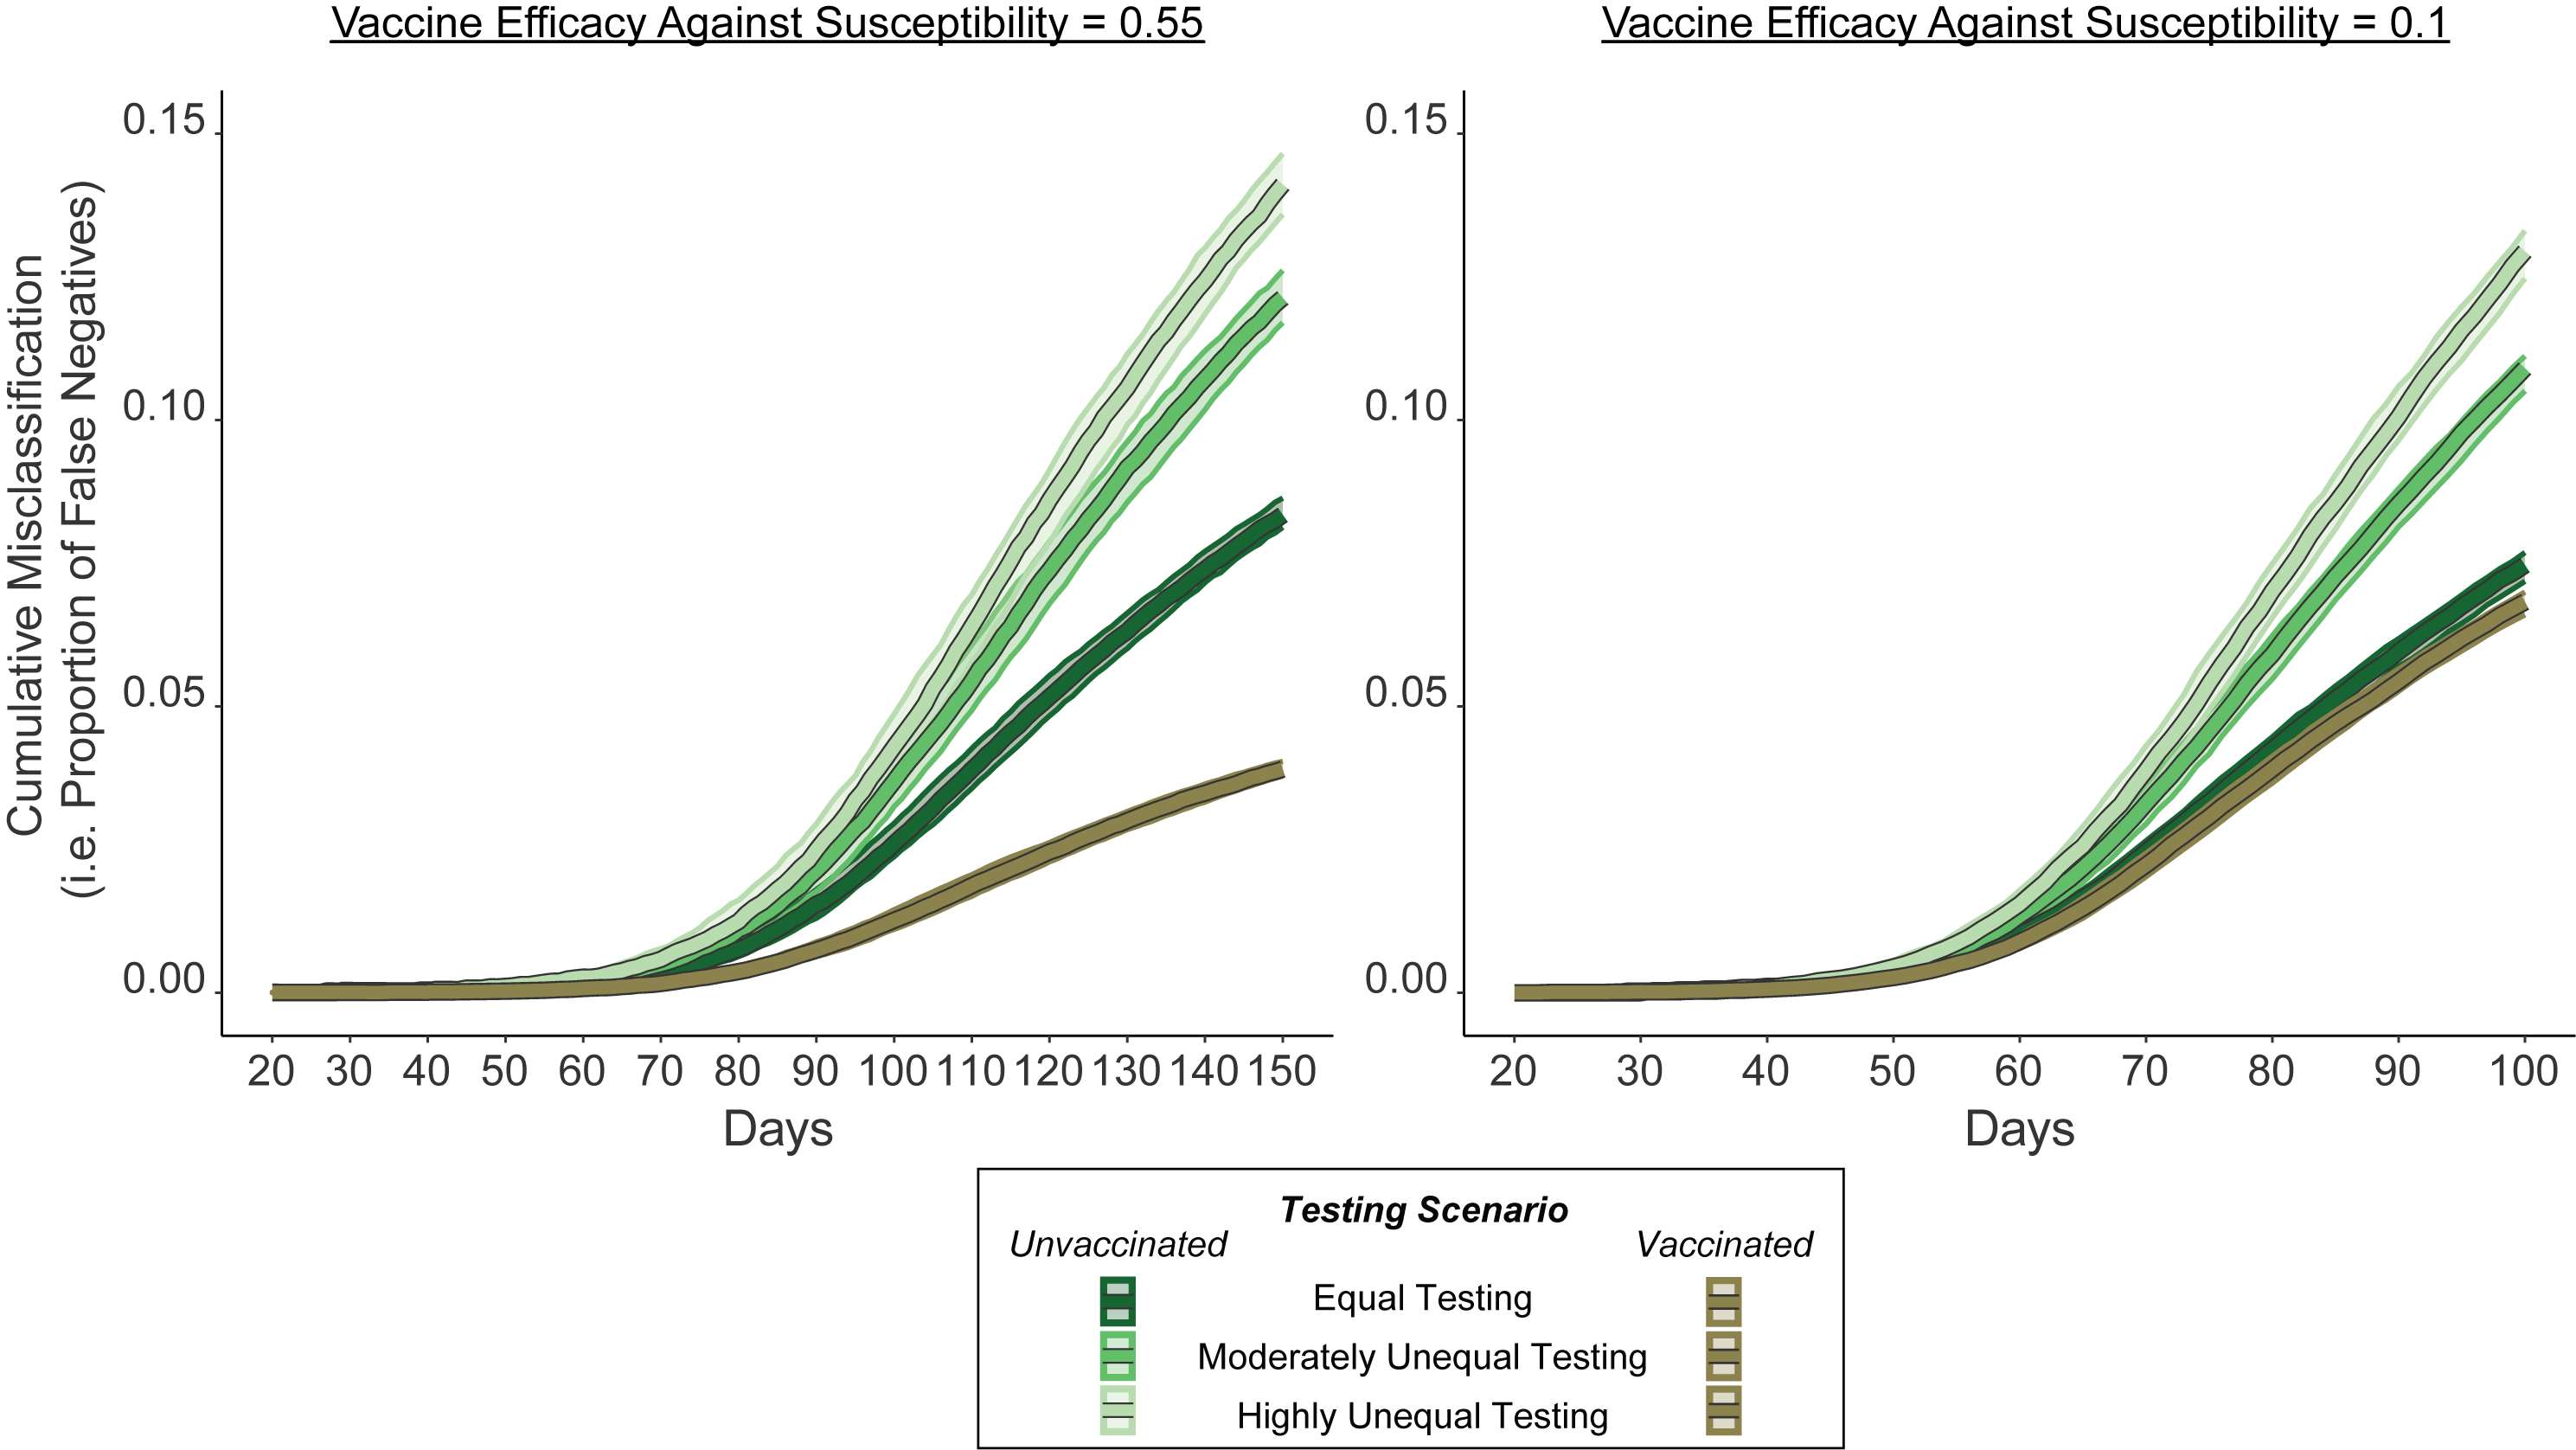 Vaccine Efficacy Against Susceptibility = 0.55
Vaccine Efficacy Against Susceptibility = 0.1
Cumulative Misclassification
(i.e. Proportion of False Negatives)
0.15
0.10
0.05
0.00
20 30 40 50 60 70 80 90 100 110 120 130 140 150
Days
0.15
0.10
0.05
0.00
20 30 40 50 60 70 80 90 100
Days
Testing Scenario
Unvaccinated Vaccinated
Equal Testing
Moderately Unequal Testing
Highly Unequal Testing